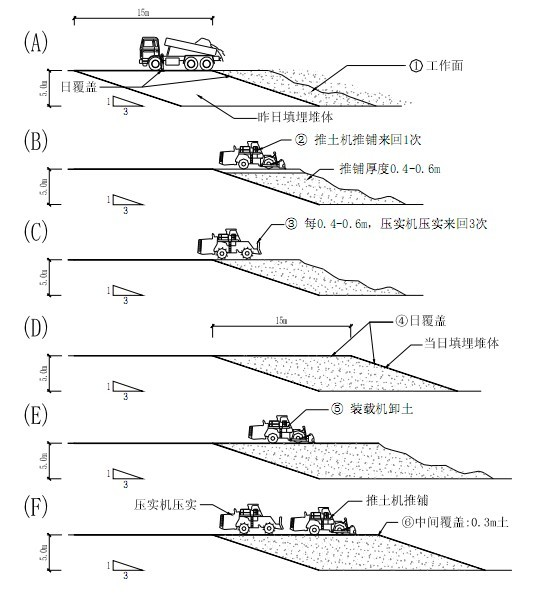 15m
(A)
①工作面
日覆盖
5.0m
1
3
昨日填埋堆体
(B)
② 推土机推铺来回1次
推铺厚度0.4-0.6m
5.0m
1
3
(C)
③ 每0.4-0.6m, 压实机压实来回3次
5.0m
1
3
(D)
15m
④日覆盖
当日填埋堆体
5.0m
1
3
(E)
⑤ 装载机卸土
5.0m
1
3
(F)
压实机压实
推土机推铺
⑥中间覆盖:0.3m土
5.0m
1
3